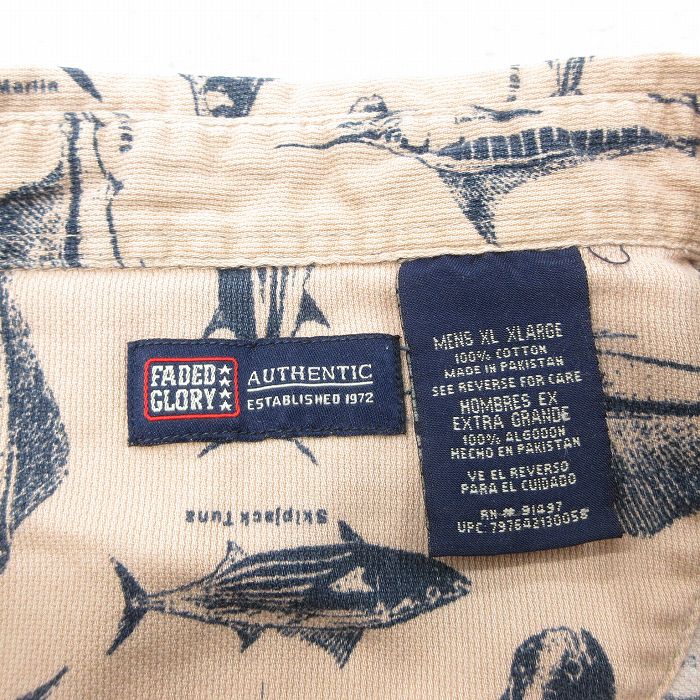 Marlin
FADED
GLORY
AUTHENTIC
ESTABLISHED 1972
MENS XL XLARGE
100% COTTON
MADE IN PAKISTAN
SEE REVERSE FOR CARE
HOMBRES EX
EXTRA GRANDE
100% ALGODON
HECHO EN PAKISTAN
VE EL REVERSO
PARA EL CUIDADO
RN# 91497
UPC 797642130058
Skipjack Tuna